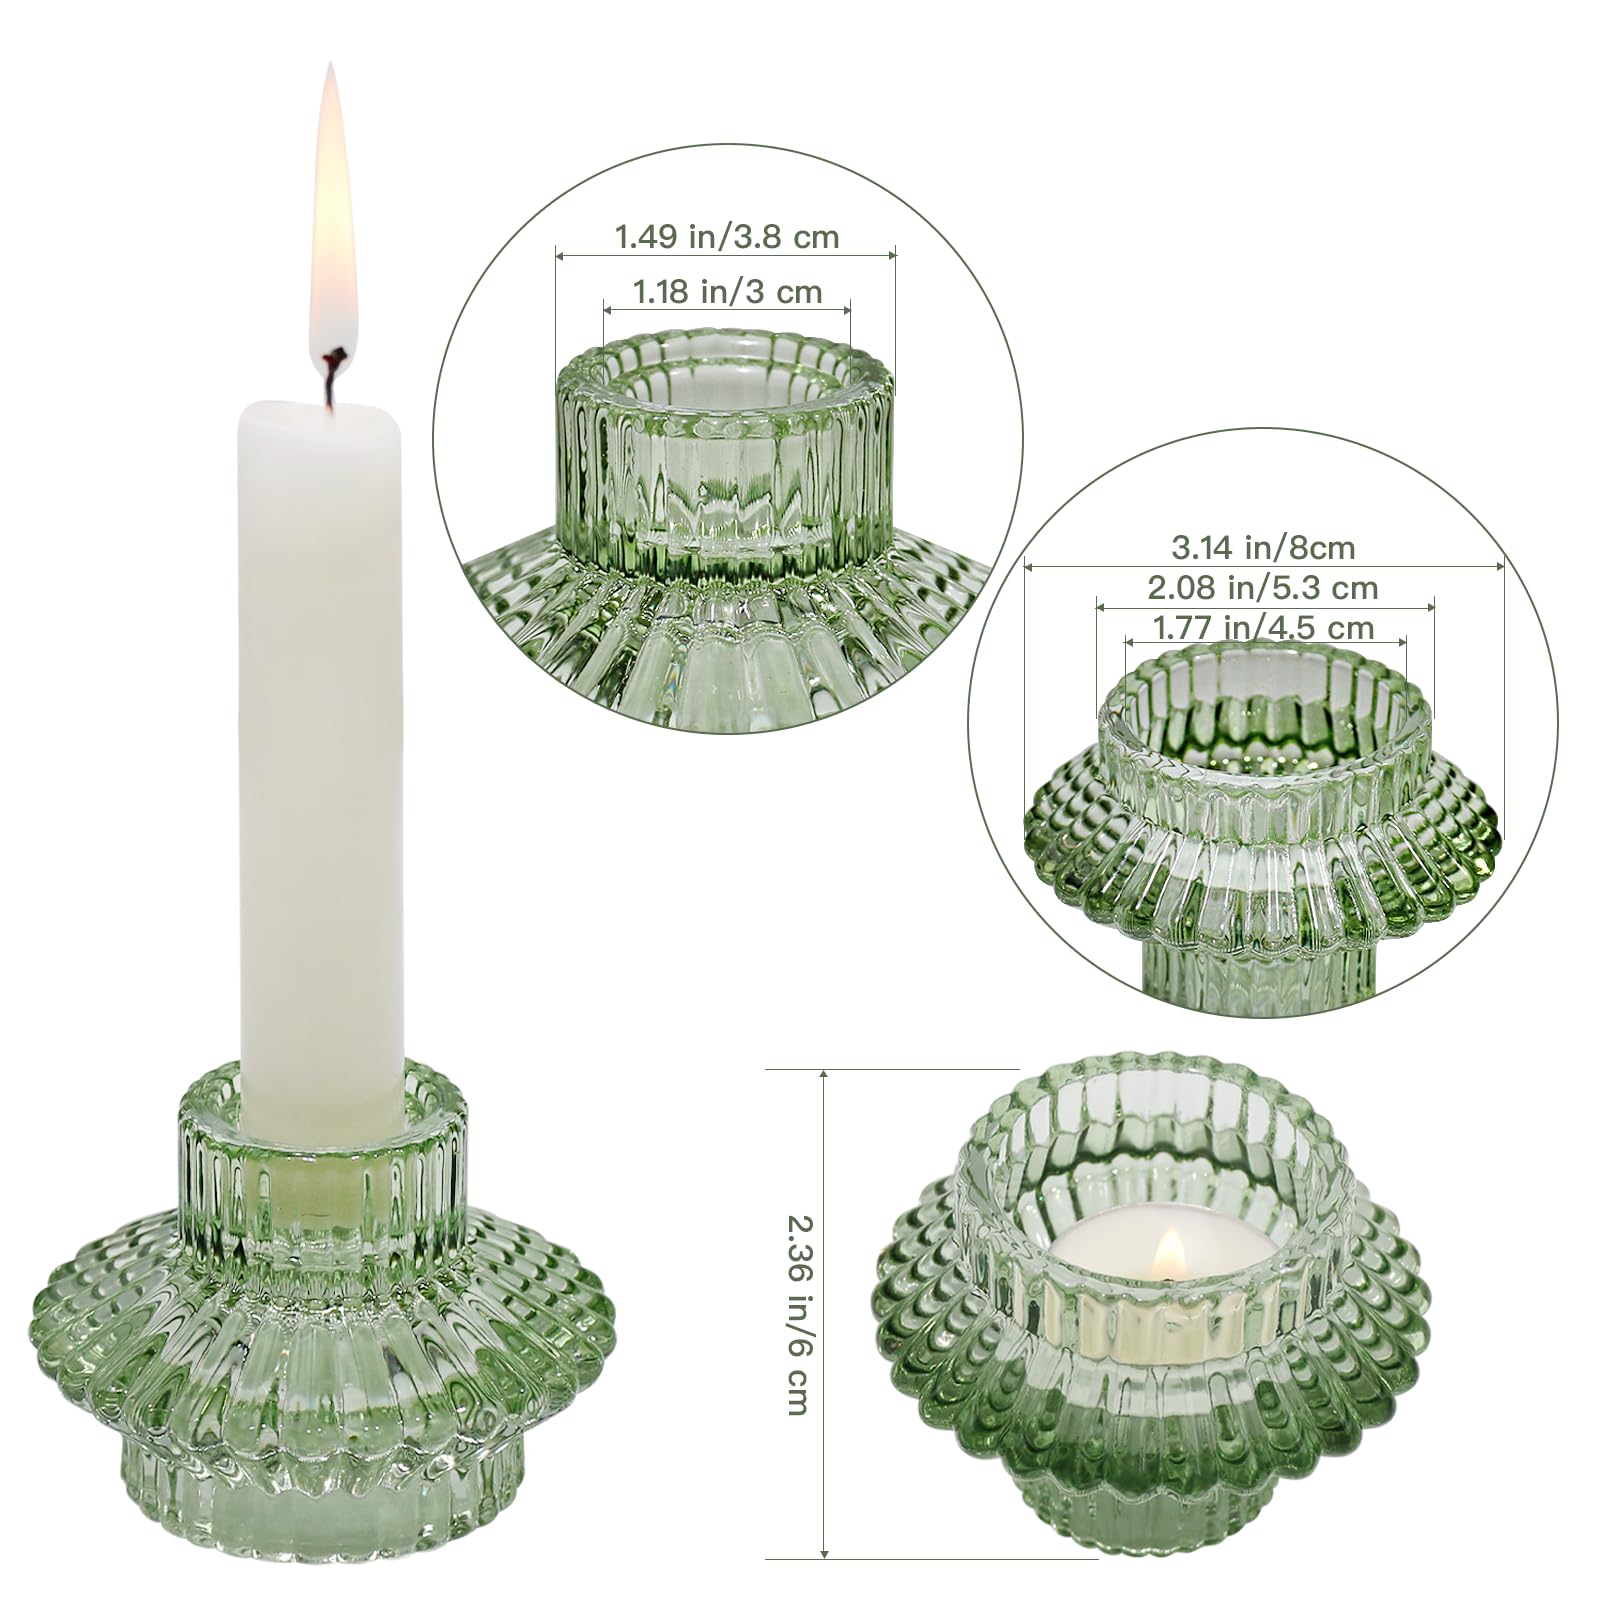 1.49 in/3.8 cm
1.18 in/3 cm
3.14 in/8cm
2.08 in/5.3 cm
1.77 in/4.5 cm
2.36 in/6 cm